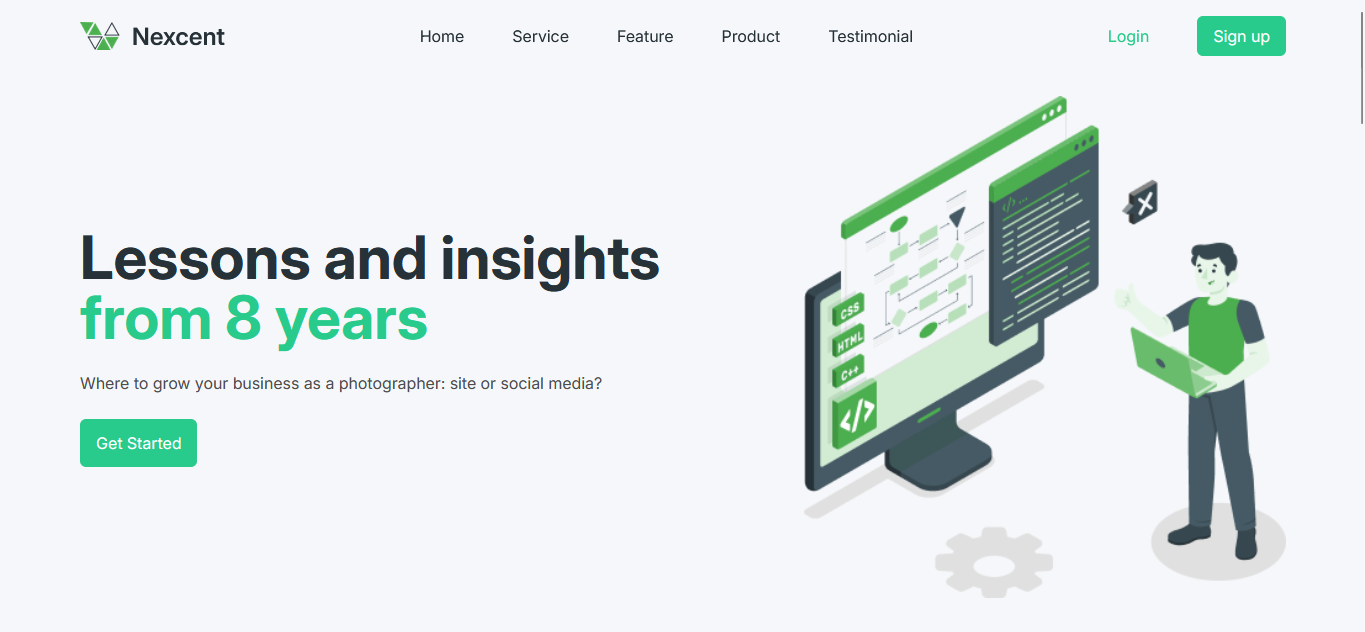 Nexcent
Home
Service
Feature
Product
Testimonial
Login
Sign up
Lessons and insights
from 8 years
Where to grow your business as a photographer: site or social media?
Get Started
</>...
CSS
HTML
C++
</>
X